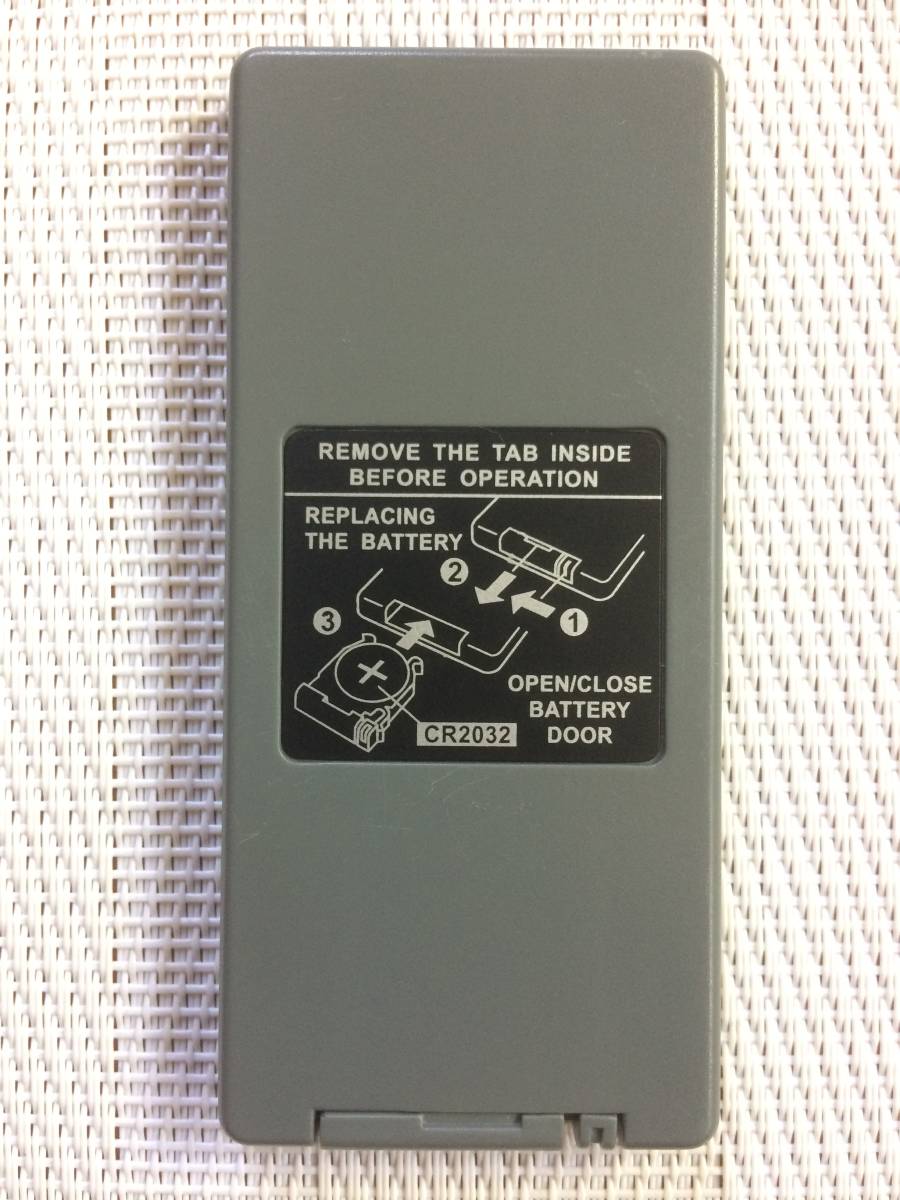 REMOVE THE TAB INSIDE
BEFORE OPERATION
REPLACING
THE BATTERY
2
1
3
+
OPEN/CLOSE
BATTERY
DOOR
CR2032